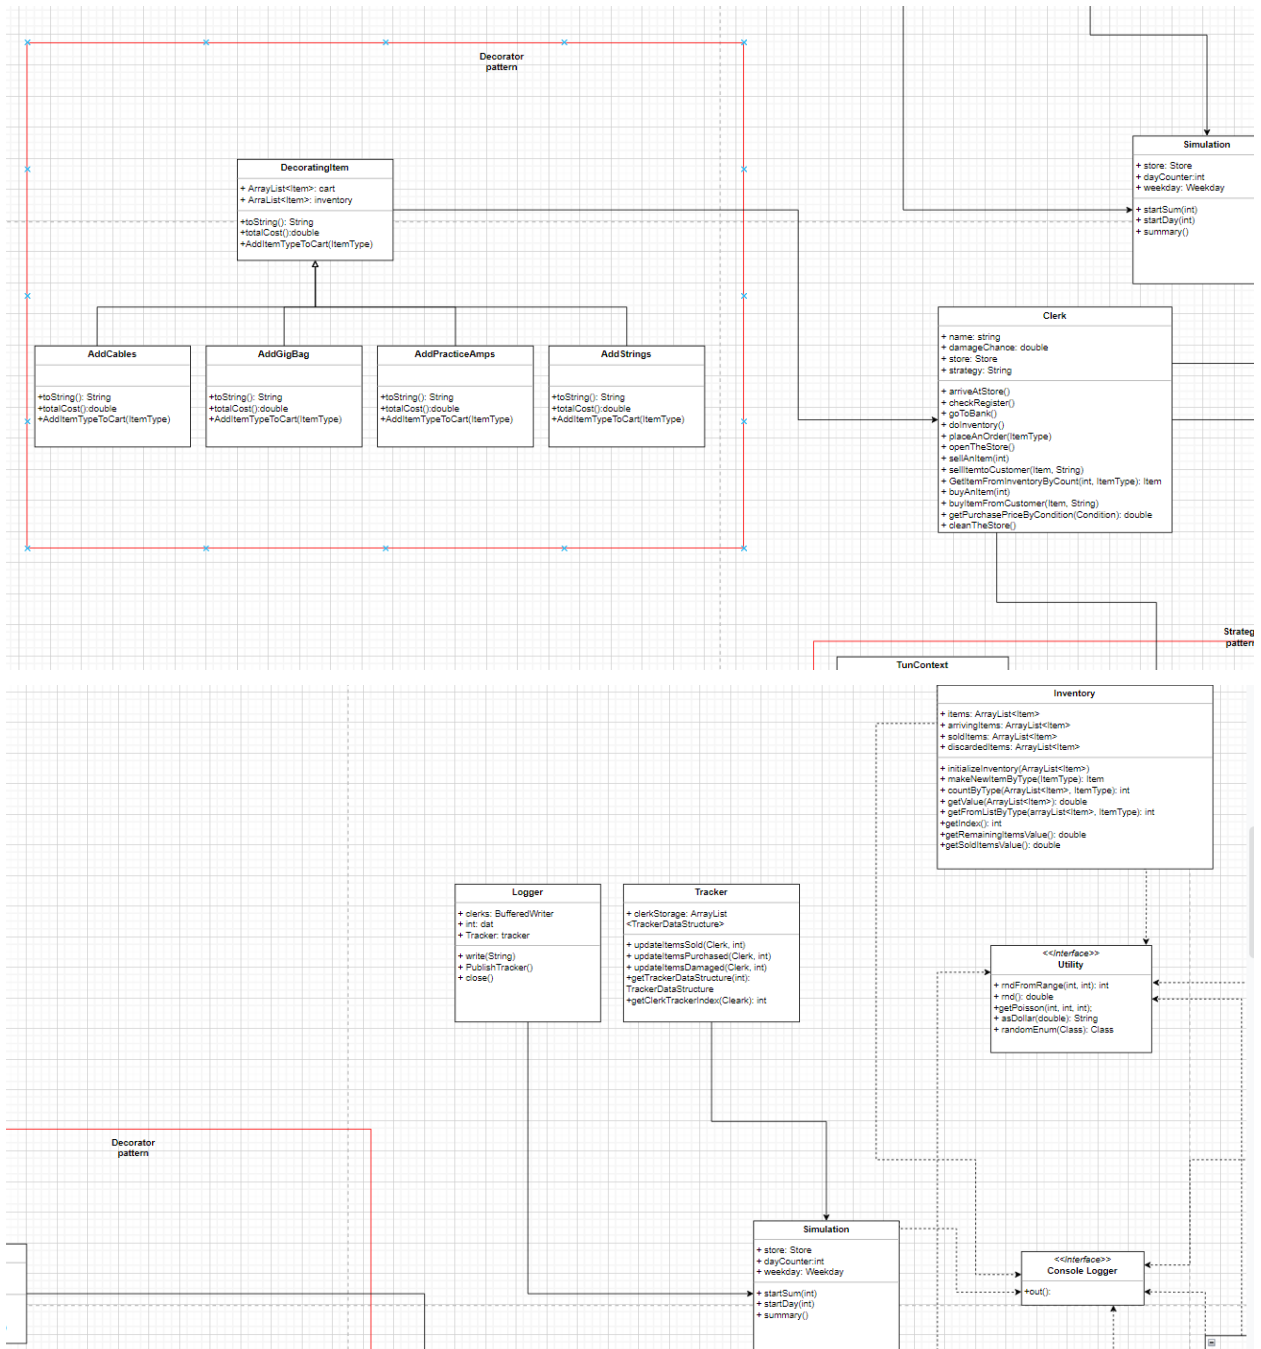 Decorator
pattern
DecoratingItem
+ ArrayList<Item>: cart
+ ArraList<Item>: inventory
+toString(): String
+totalCost():double
+AddItemTypeToCart(ItemType)
AddCables
+toString(): String
+totalCost():double
+AddItemTypeToCart(ItemType)
AddGigBag
+toString(): String
+totalCost():double
+AddItemTypeToCart(ItemType)
AddPracticeAmps
+toString(): String
+totalCost():double
+AddItemTypeToCart(ItemType)
AddStrings
+toString(): String
+totalCost():double
+AddItemTypeToCart(ItemType)
Simulation
+ store: Store
+ dayCounter:int
+ weekday: Weekday
+ startSum(int)
+ startDay(int)
+ summary()
Clerk
+ name: string
+ damageChance: double
+ store: Store
+ strategy: String
+ arriveAtStore()
+ checkRegister()
+ goToBank()
+ doInventory()
+ placeAnOrder(ItemType)
+ openTheStore()
+ sellAnItem(int)
+ sellItemtoCustomer(Item, String)
+ GetItemFromInventoryByCount(int, ItemType): Item
+ buyAnItem(int)
+ buyItemFromCustomer(Item, String)
+ getPurchasePriceByCondition(Condition): double
+ cleanTheStore()
Strateg
pattern
TunContext
Inventory
+ items: ArrayList<Item>
+ arrivingItems: ArrayList<Item>
+ soldItems: ArrayList<Item>
+ discardedItems: ArrayList<Item>
+ initializeInventory(ArrayList<Item>)
+ makeNewItemByType(ItemType): Item
+ countByType(ArrayList<Item>, ItemType): int
+ getValue(ArrayList<Item>): double
+ getFromListByType(arrayList<Item>, ItemType): int
+getIndex(): int
+getRemainingItemsValue(): double
+getSoldItemsValue(): double
Logger
+ clerks: BufferedWriter
+ int: dat
+ Tracker: tracker
+ write(String)
+ PublishTracker()
+ close()
Tracker
+ clerkStorage: ArrayList
<TrackerDataStructure>
+ updateItemsSold(Clerk, int)
+ updateItemsPurchased(Clerk, int)
+ updateItemsDamaged(Clerk, int)
+getTrackerDataStructure(int):
TrackerDataStructure
+getClerkTrackerIndex(Cleark): int
<<Interface>>
Utility
+ rndFromRange(int, int): int
+ rnd(): double
+getPoisson(int, int, int);
+ asDollar(double): String
+ randomEnum(Class): Class
Decorator
pattern
Simulation
+ store: Store
+ dayCounter:int
+ weekday: Weekday
+ startSum(int)
+ startDay(int)
+ summary()
<<Interface>>
Console Logger
+out():